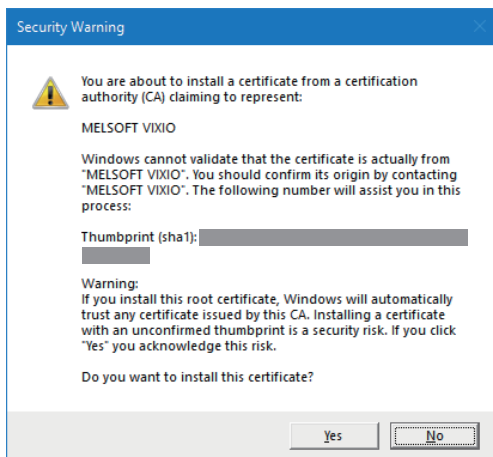 Security Warning
You are about to install a certificate from a certification
authority (CA) claiming to represent:
MELSOFT VIXIO
Windows cannot validate that the certificate is actually from
"MELSOFT VIXIO". You should confirm its origin by contacting
"MELSOFT VIXIO". The following number will assist you in this
process:
Thumbprint (sha1):
Warning:
If you install this root certificate, Windows will automatically
trust any certificate issued by this CA. Installing a certificate
with an unconfirmed thumbprint is a security risk. If you click
"Yes" you acknowledge this risk.
Do you want to install this certificate?
Yes No